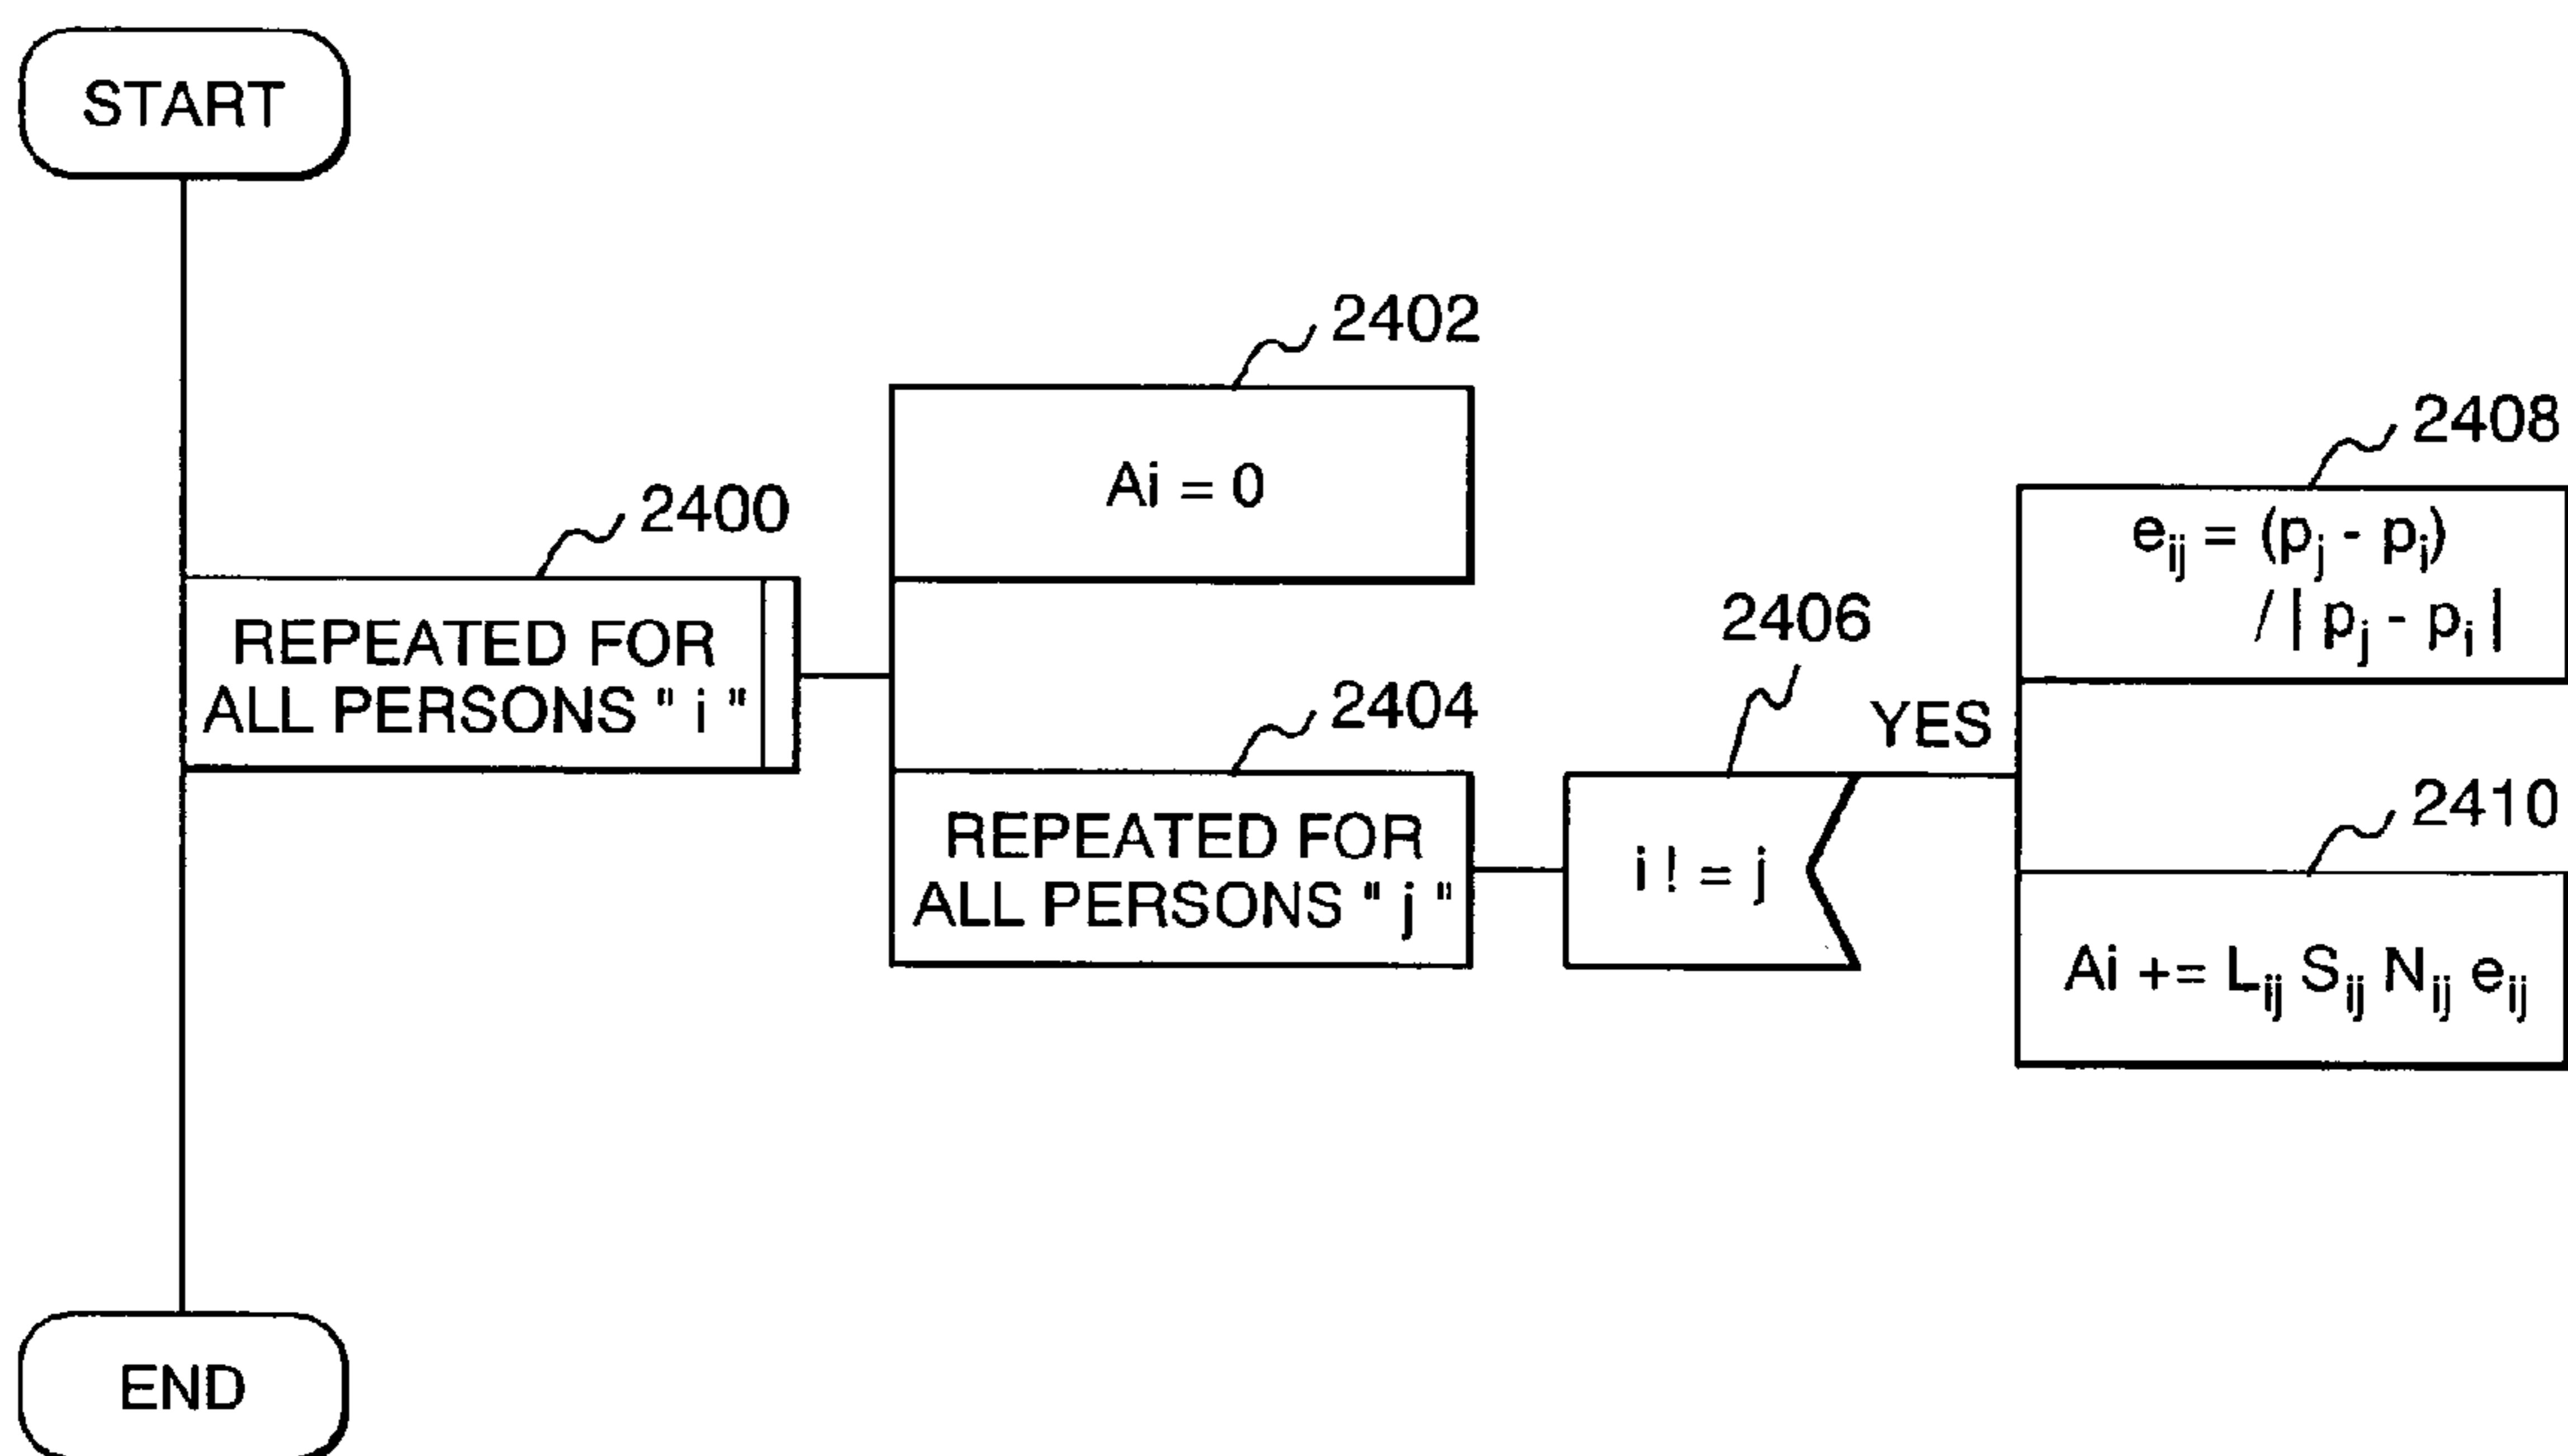 START
2400
REPEATED FOR
ALL PERSONS " i "
2402
Ai = 0
2404
REPEATED FOR
ALL PERSONS " j "
2406
i ! = j
YES
2408
e_ij = (p_j - p_i)
/ | p_j - p_i |
2410
Ai += L_ij S_ij N_ij e_ij
END